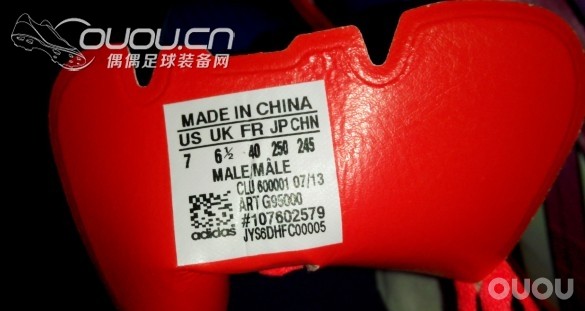 OUOU.CN
偶偶足球装备网
MADE IN CHINA
US UK FR JP CHN
7 6½ 40 250 245
MALE/MÂLE
CLU 600001 07/13
ART G95000
#107602579
adidas JYS6DHFC00005
OUOU